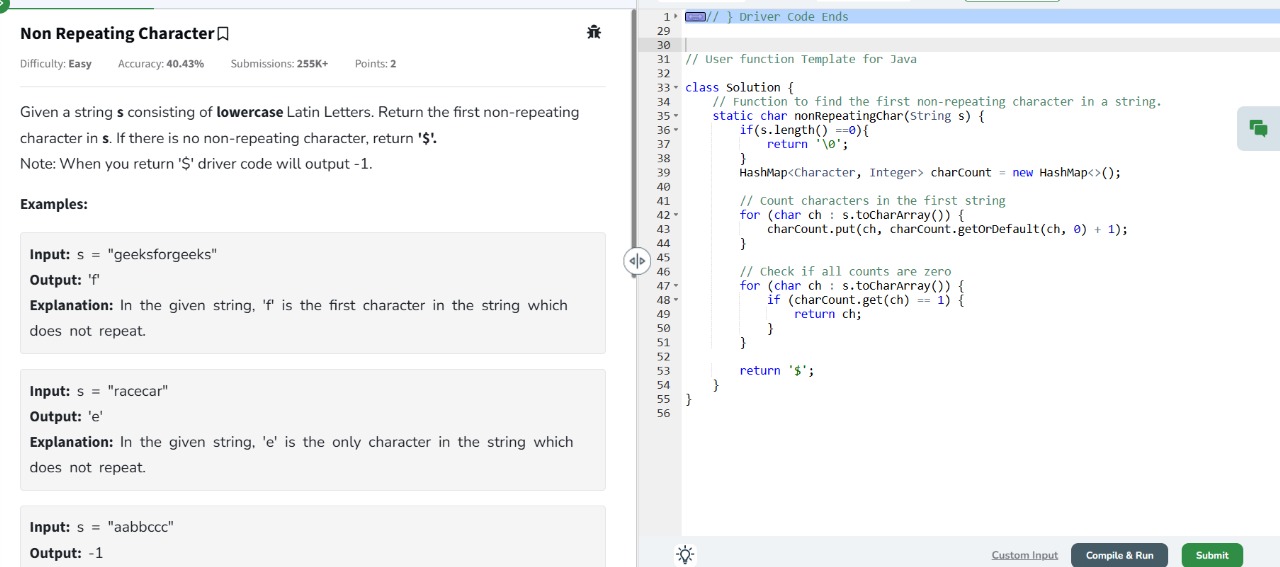 Non Repeating Character
Difficulty: Easy Accuracy: 40.43% Submissions: 255K+ Points: 2
Given a string s consisting of lowercase Latin Letters. Return the first non-repeating
character in s. If there is no non-repeating character, return '$'.
Note: When you return '$' driver code will output -1.
Examples:
Input: s = "geeksforgeeks"
Output: 'f'
Explanation: In the given string, 'f' is the first character in the string which
does not repeat.
Input: s = "racecar"
Output: 'e'
Explanation: In the given string, 'e' is the only character in the string which
does not repeat.
Input: s = "aabbccc"
Output: -1
1 // } Driver Code Ends
29
30
31 // User function Template for Java
32
33 class Solution {
34 // Function to find the first non-repeating character in a string.
35 static char nonRepeatingChar(String s) {
36 if(s.length() ==0){
37 return '\0';
38 }
39 HashMap<Character, Integer> charCount = new HashMap<>();
40
41 // Count characters in the first string
42 for (char ch : s.toCharArray()) {
43 charCount.put(ch, charCount.getOrDefault(ch, 0) + 1);
44 }
45
46 // Check if all counts are zero
47 for (char ch : s.toCharArray()) {
48 if (charCount.get(ch) == 1) {
49 return ch;
50 }
51 }
52
53 return '$';
54 }
55 }
56
Custom Input Compile & Run Submit